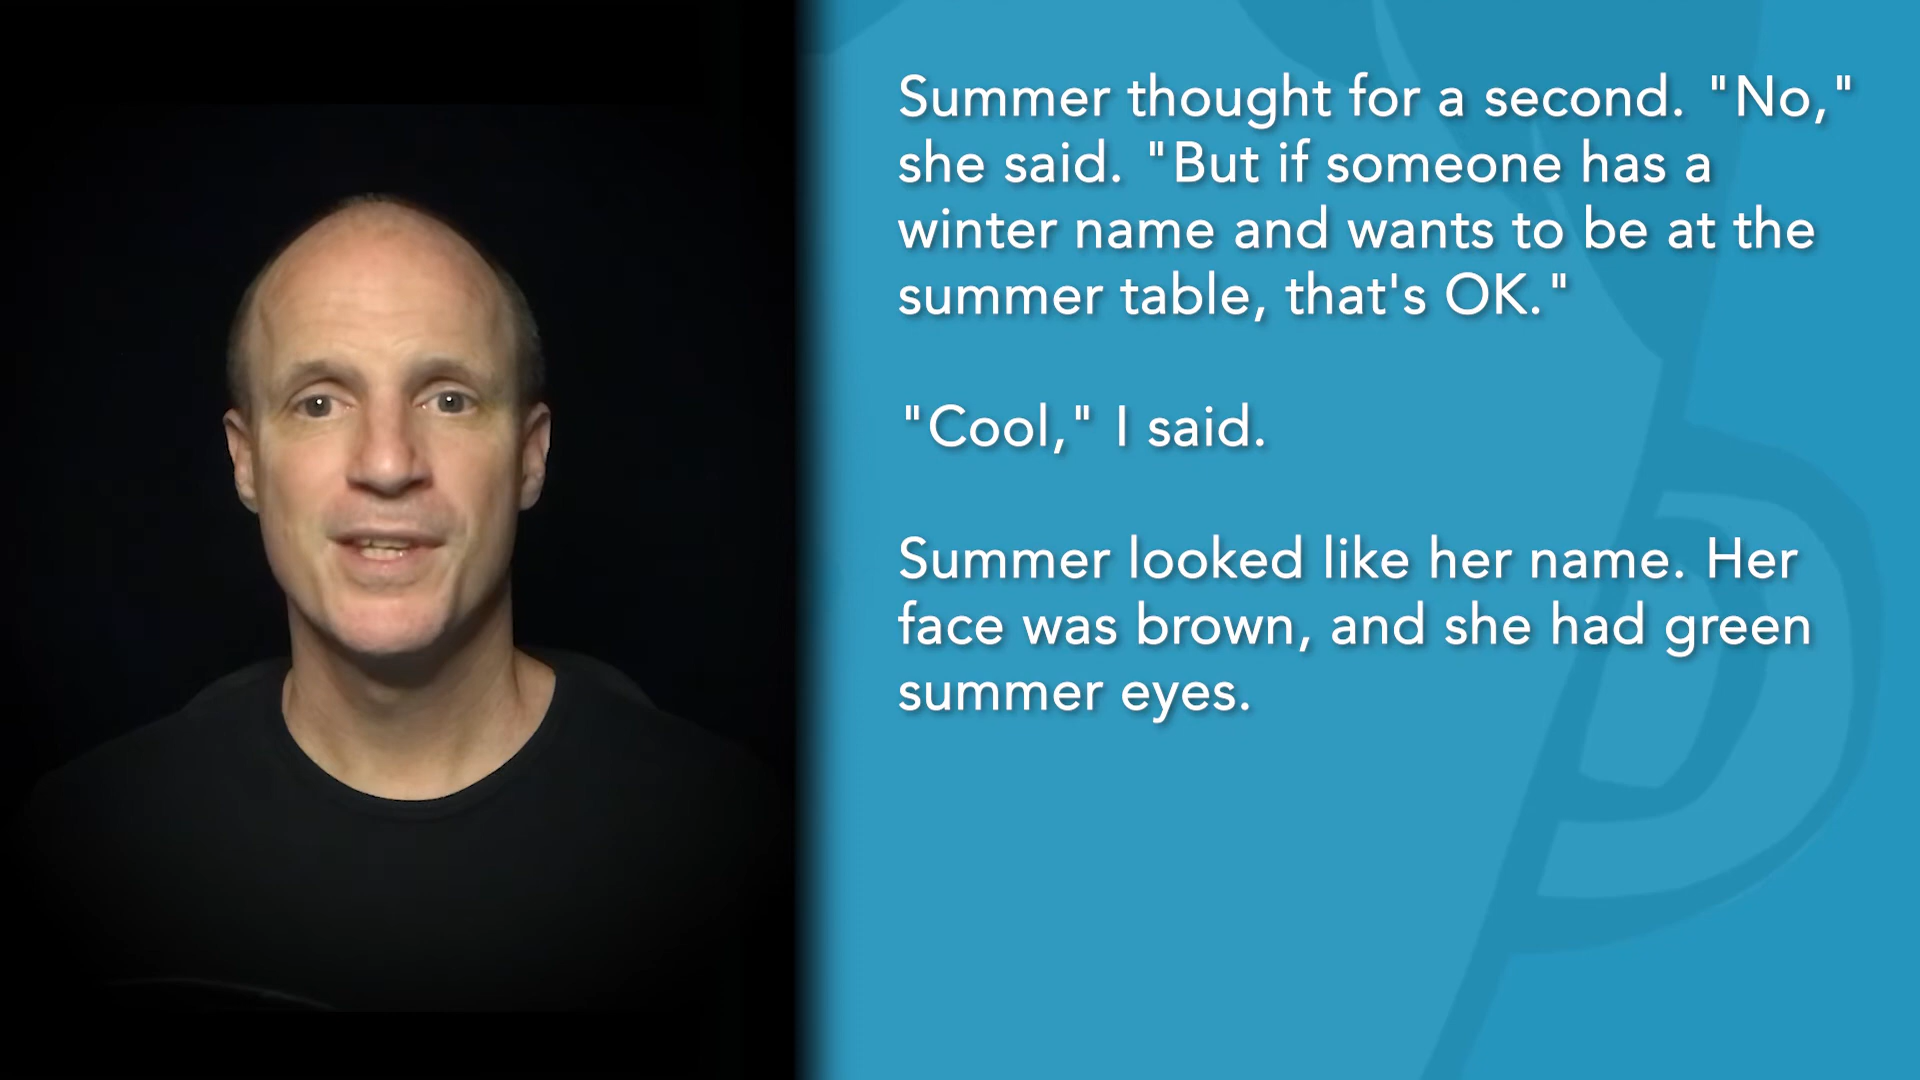 Summer thought for a second. "No,"
she said. "But if someone has a
winter name and wants to be at the
summer table, that's OK."
"Cool," I said.
Summer looked like her name. Her
face was brown, and she had green
summer eyes.